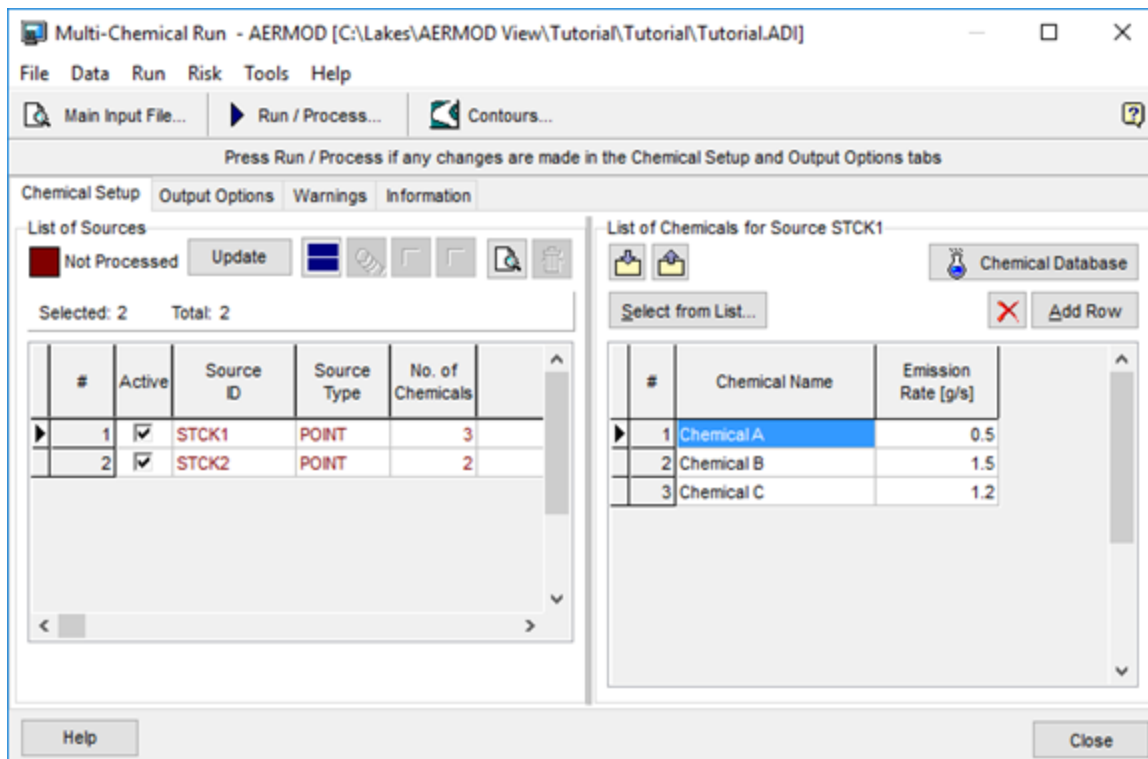 Multi-Chemical Run - AERMOD [C:\Lakes\AERMOD View\Tutorial\Tutorial\Tutorial.ADI]
File Data Run Risk Tools Help
Main Input File... Run / Process... Contours...
Press Run / Process if any changes are made in the Chemical Setup and Output Options tabs
Chemical Setup Output Options Warnings Information
List of Sources
Not Processed Update
Selected: 2 Total: 2
# Active Source ID Source Type No. of Chemicals
1 STCK1 POINT 3
2 STCK2 POINT 2
List of Chemicals for Source STCK1
Chemical Database
Select from List... Add Row
# Chemical Name Emission Rate [g/s]
1 Chemical A 0.5
2 Chemical B 1.5
3 Chemical C 1.2
Help Close